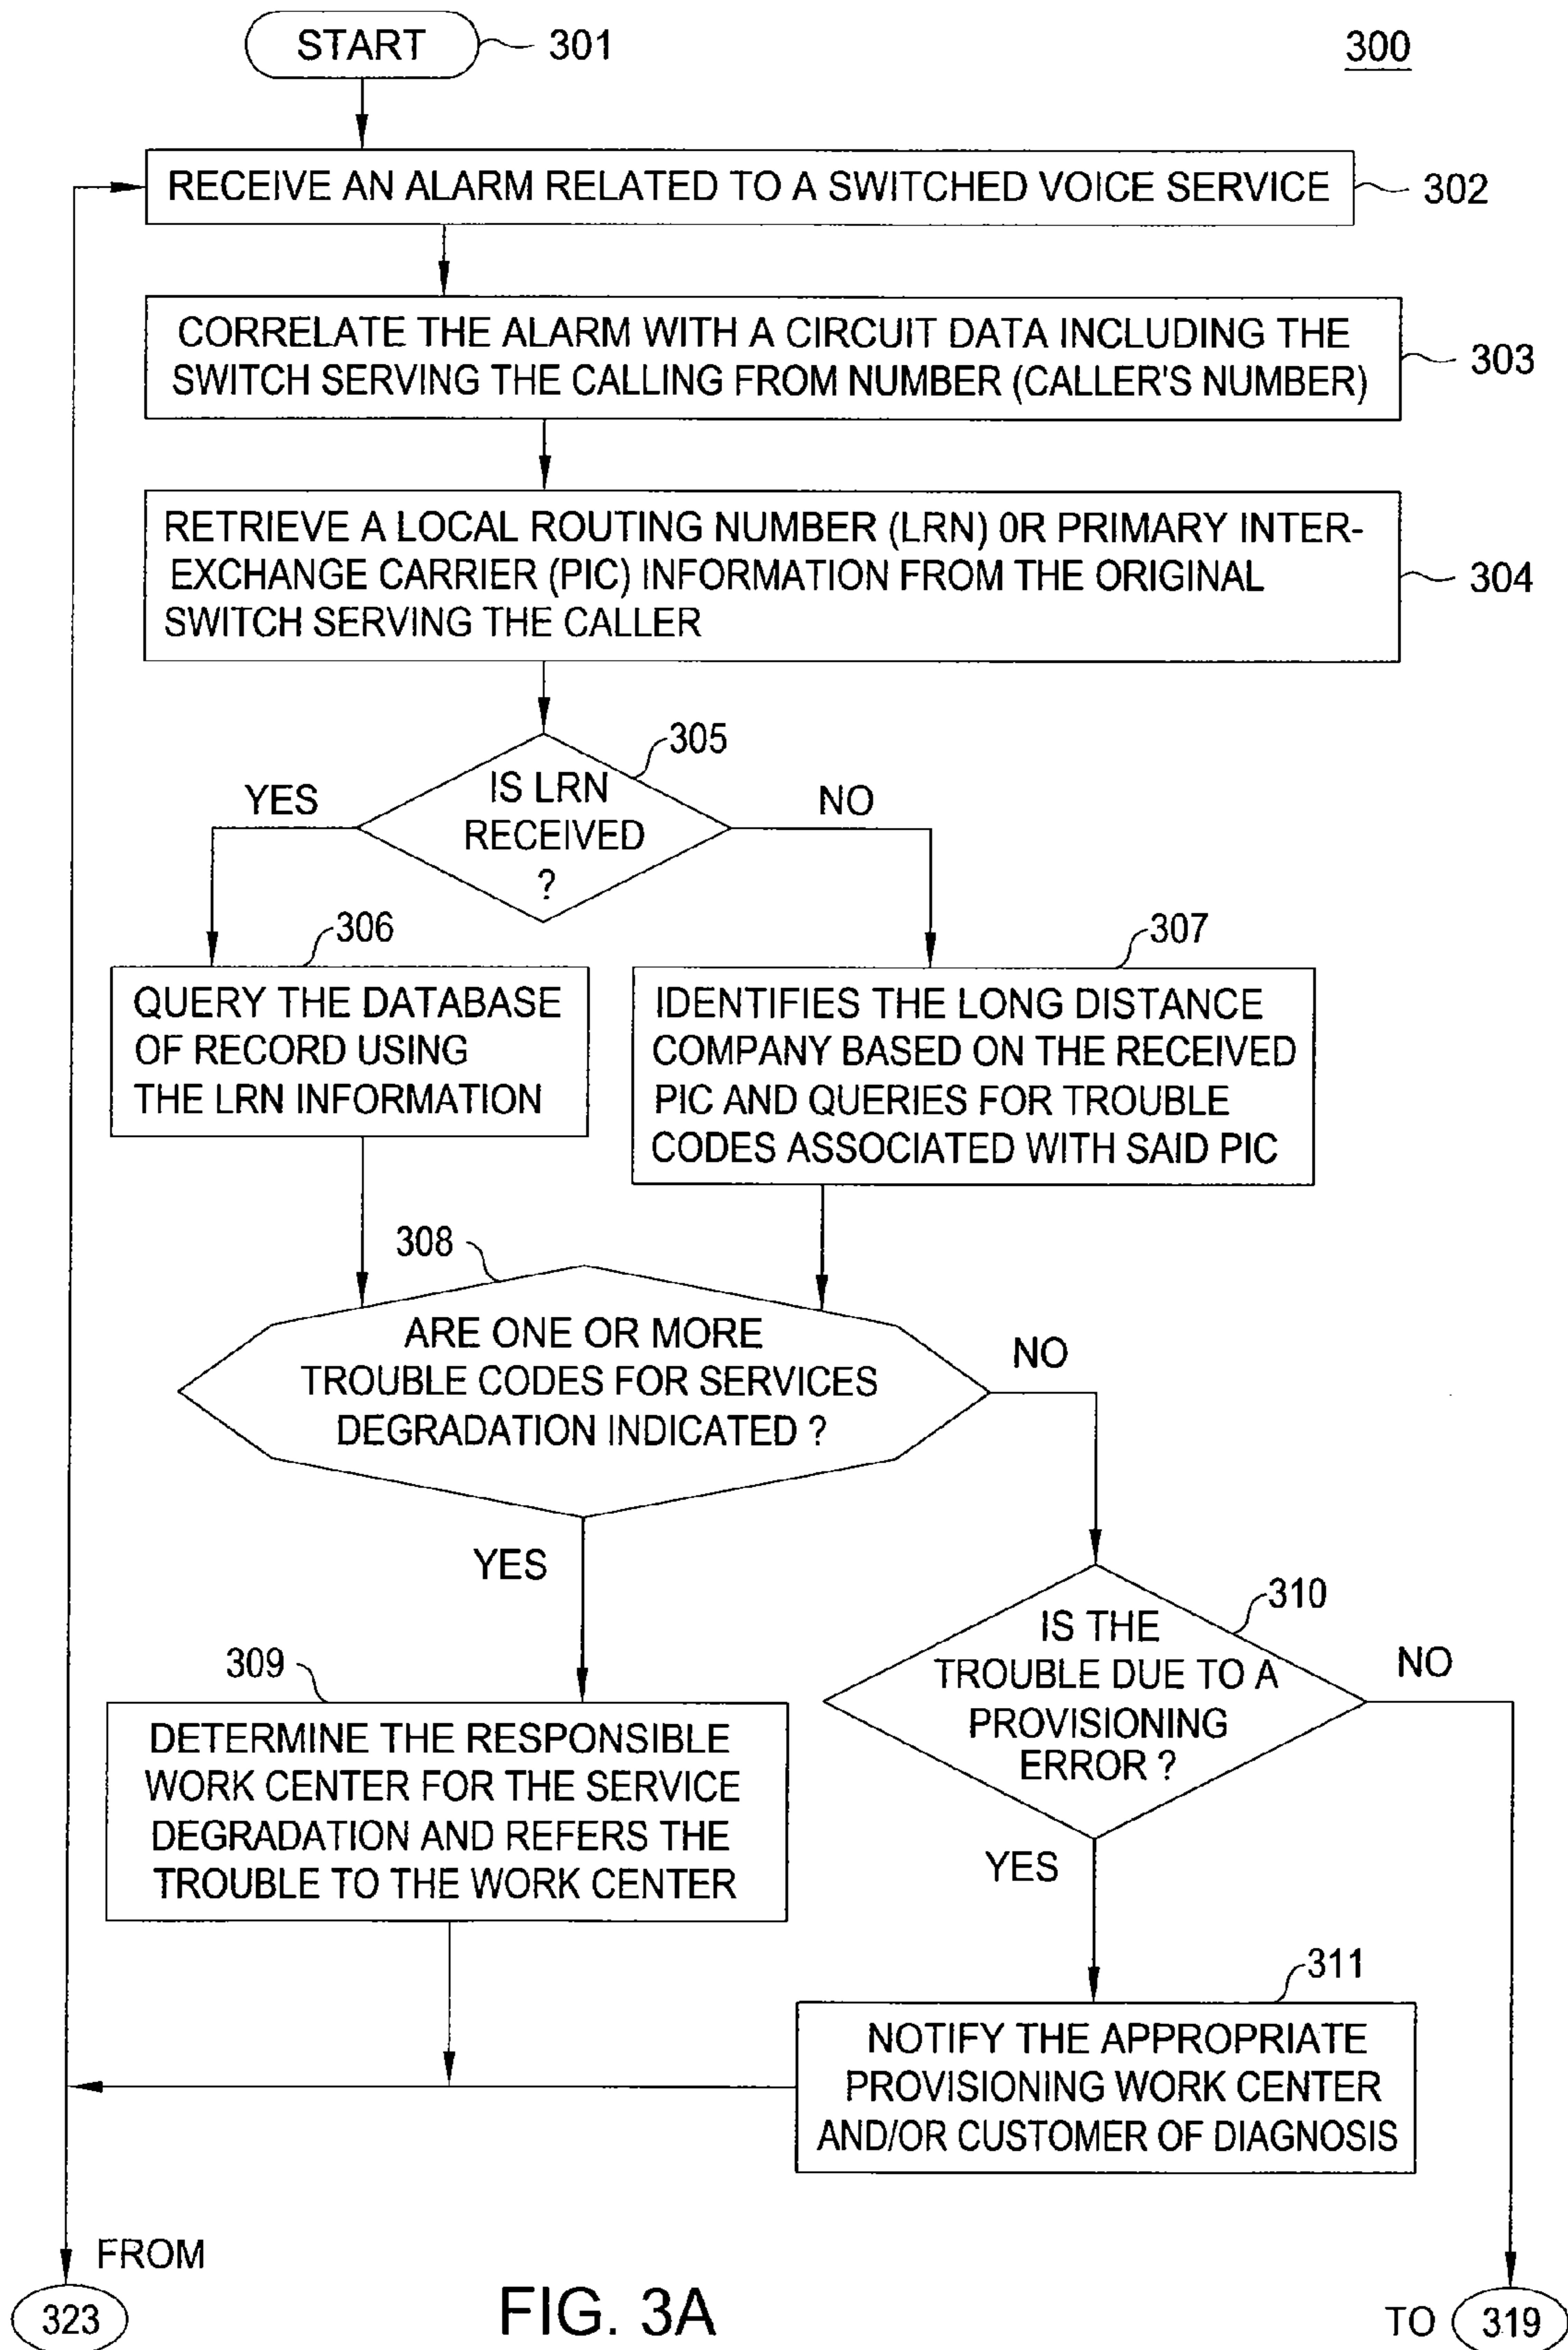 START
301
300
RECEIVE AN ALARM RELATED TO A SWITCHED VOICE SERVICE
302
CORRELATE THE ALARM WITH A CIRCUIT DATA INCLUDING THE
SWITCH SERVING THE CALLING FROM NUMBER (CALLER'S NUMBER)
303
RETRIEVE A LOCAL ROUTING NUMBER (LRN) OR PRIMARY INTER-
EXCHANGE CARRIER (PIC) INFORMATION FROM THE ORIGINAL
SWITCH SERVING THE CALLER
304
305
IS LRN
RECEIVED
?
YES
NO
306
QUERY THE DATABASE
OF RECORD USING
THE LRN INFORMATION
307
IDENTIFIES THE LONG DISTANCE
COMPANY BASED ON THE RECEIVED
PIC AND QUERIES FOR TROUBLE
CODES ASSOCIATED WITH SAID PIC
308
ARE ONE OR MORE
TROUBLE CODES FOR SERVICES
DEGRADATION INDICATED ?
NO
YES
309
DETERMINE THE RESPONSIBLE
WORK CENTER FOR THE SERVICE
DEGRADATION AND REFERS THE
TROUBLE TO THE WORK CENTER
310
IS THE
TROUBLE DUE TO A
PROVISIONING
ERROR ?
NO
YES
311
NOTIFY THE APPROPRIATE
PROVISIONING WORK CENTER
AND/OR CUSTOMER OF DIAGNOSIS
FROM
323
FIG. 3A
TO
319